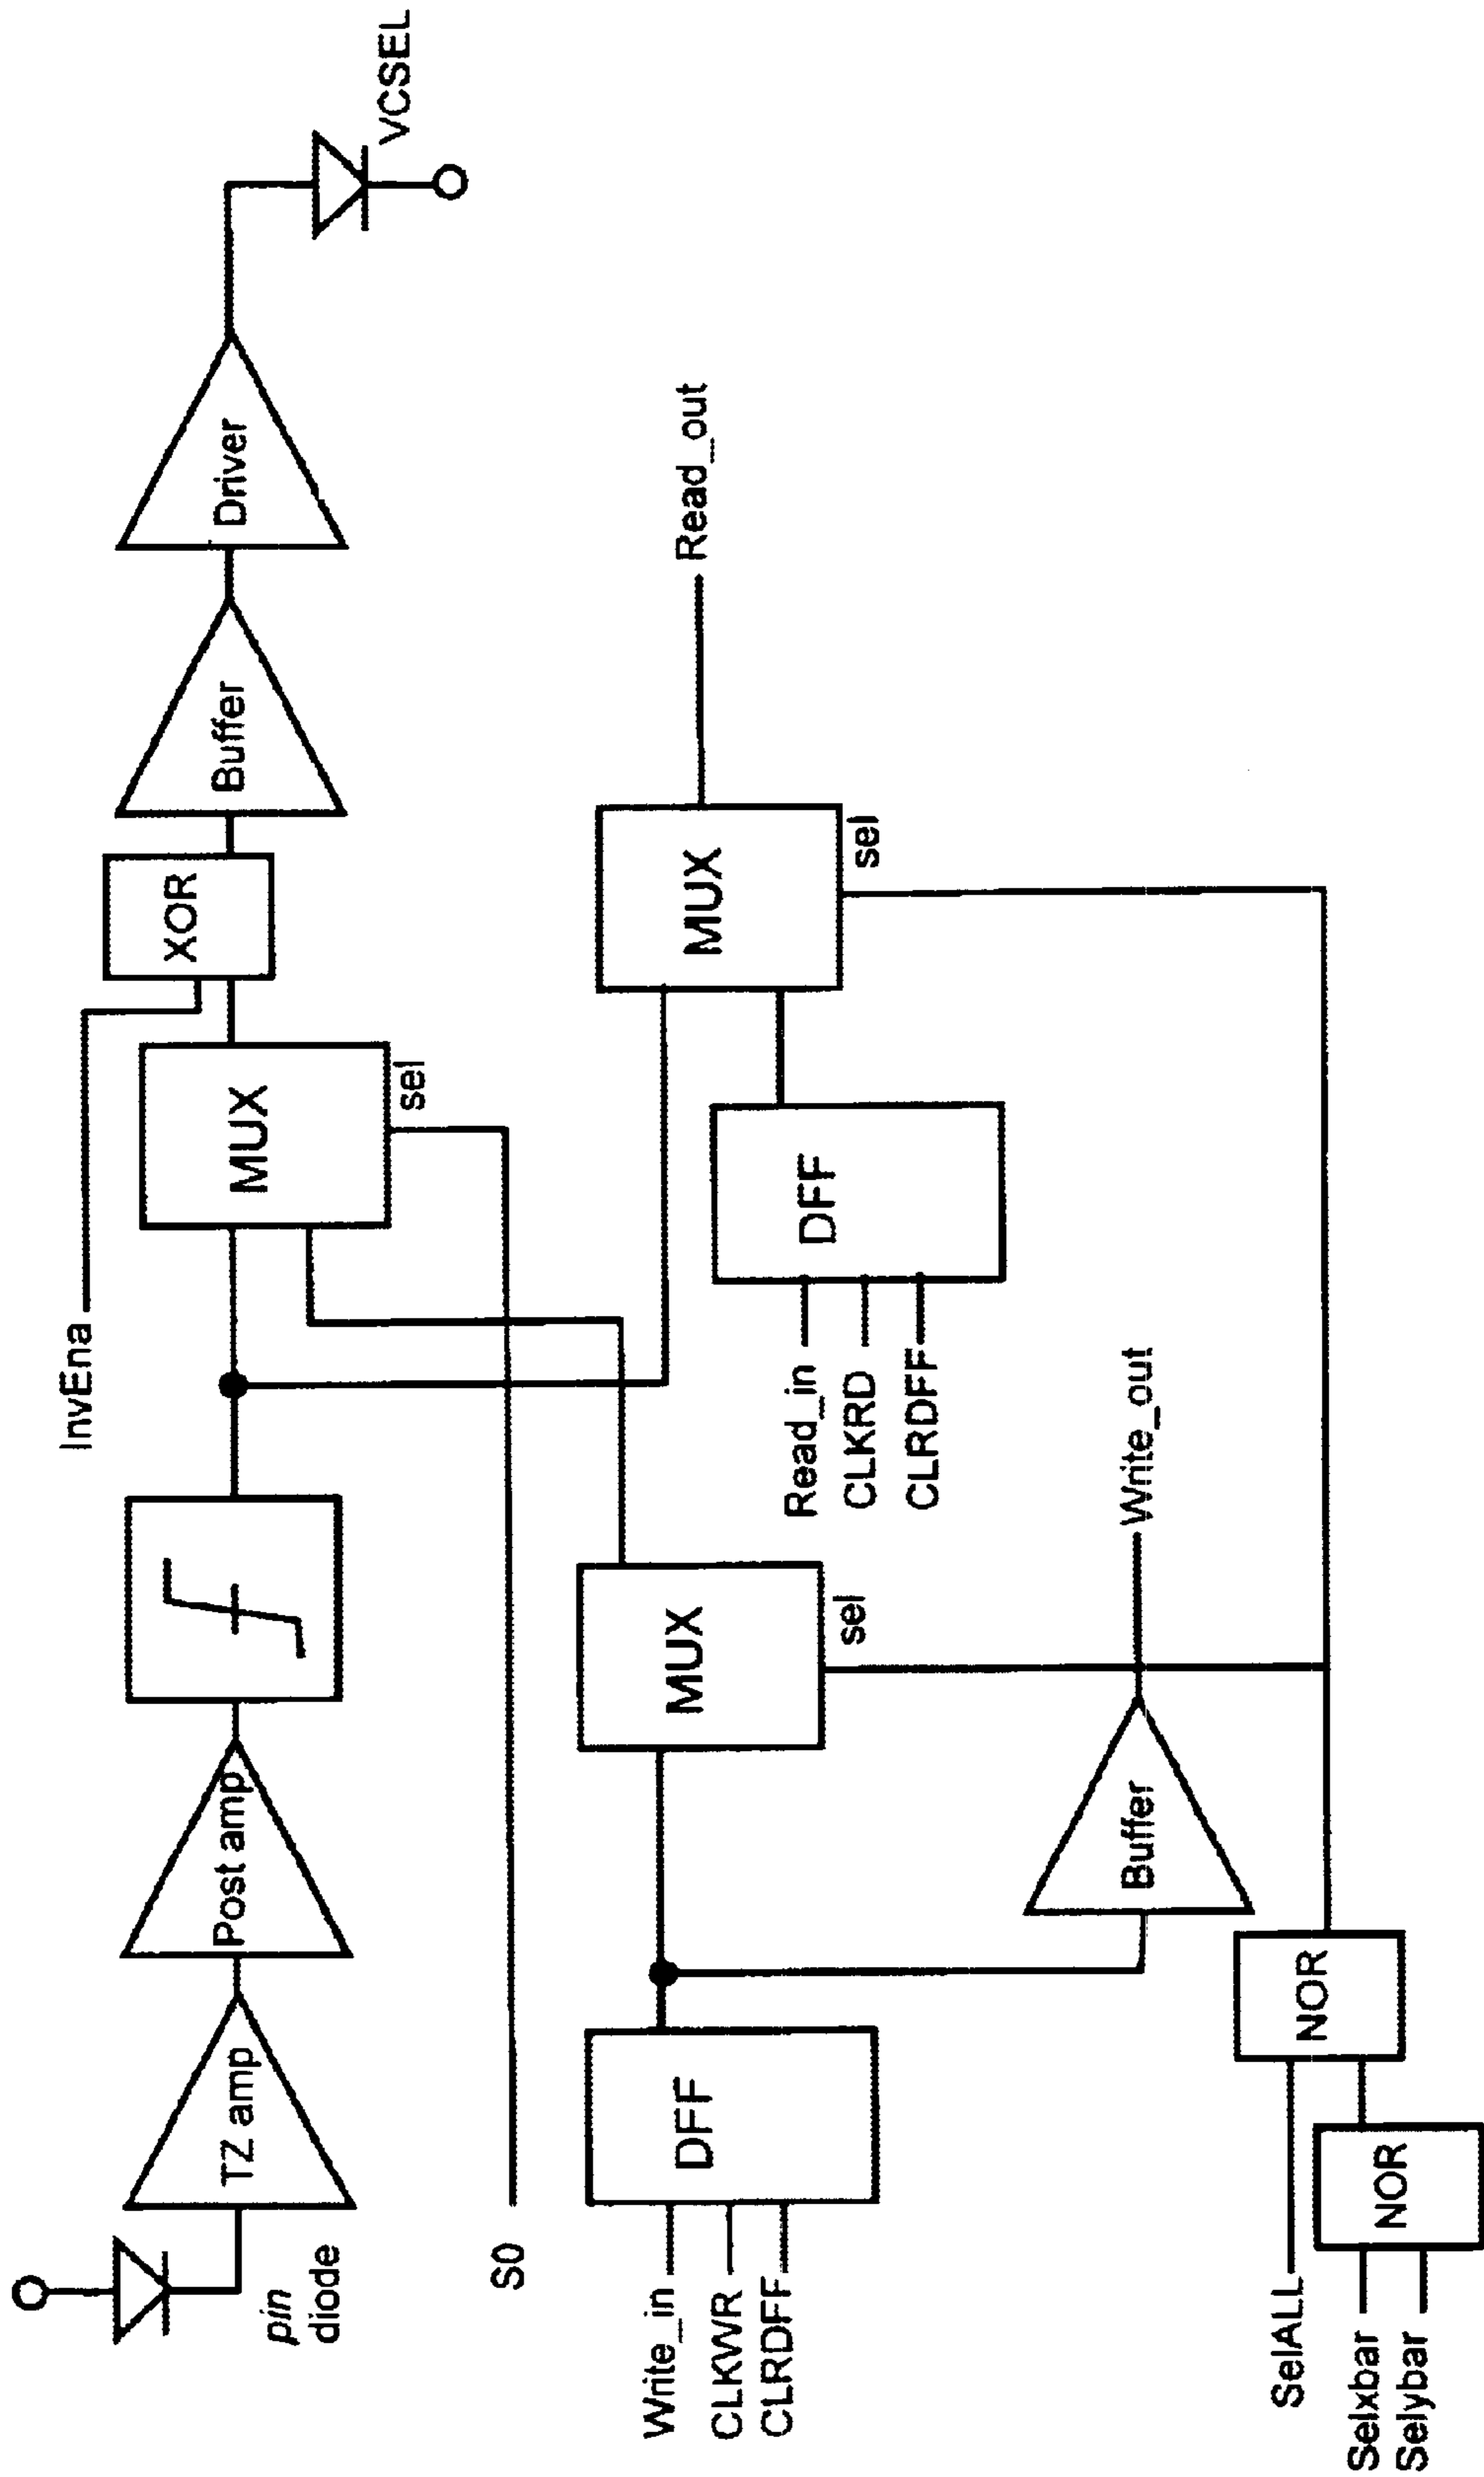 InvEna
pin
diode
TZ amp
Post amp
MUX
sel
XOR
Buffer
Driver
VCSEL
S0
Write_in
CLKWR
CLRDFF
DFF
MUX
sel
Read_in
CLKRD
CLRDFF
DFF
MUX
sel
Read_out
Buffer
Write_out
SelALL
Selxbar
Selybar
NOR
NOR